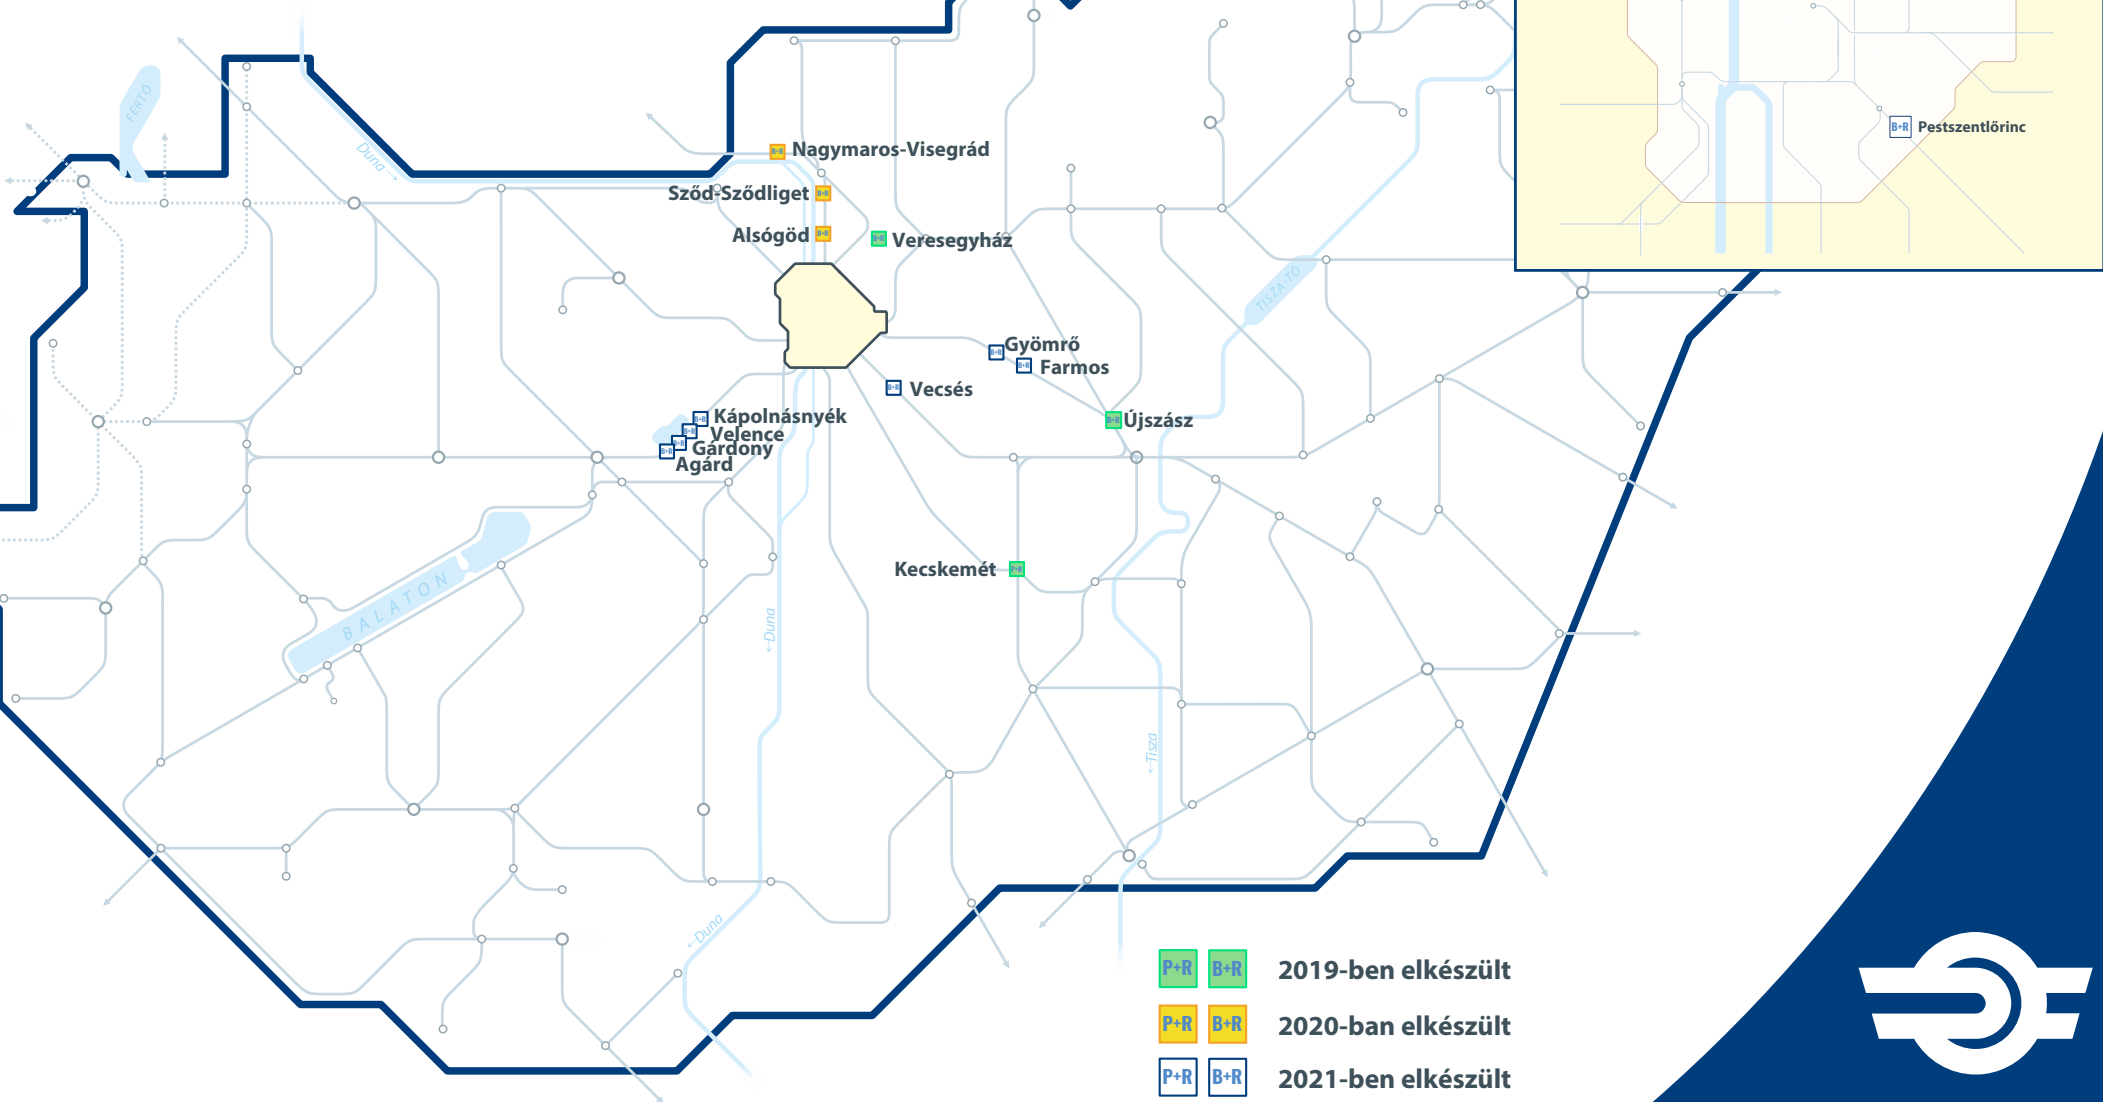 FERTŐ
Duna →
B+R Nagymaros-Visegrád
Sződ-Sződliget B+R
Alsógöd B+R
B+R Veresegyház
B+R Pestszentlőrinc
TISZA-TÓ
B+R Gyömrő
B+R Farmos
B+R Vecsés
B+R Kápolnásnyék
B+R Velence
B+R Gárdony
B+R Agárd
B+R Újszász
Kecskemét P+R
BALATON
←Duna
←Tisza
←Duna
P+R B+R 2019-ben elkészült
P+R B+R 2020-ban elkészült
P+R B+R 2021-ben elkészült